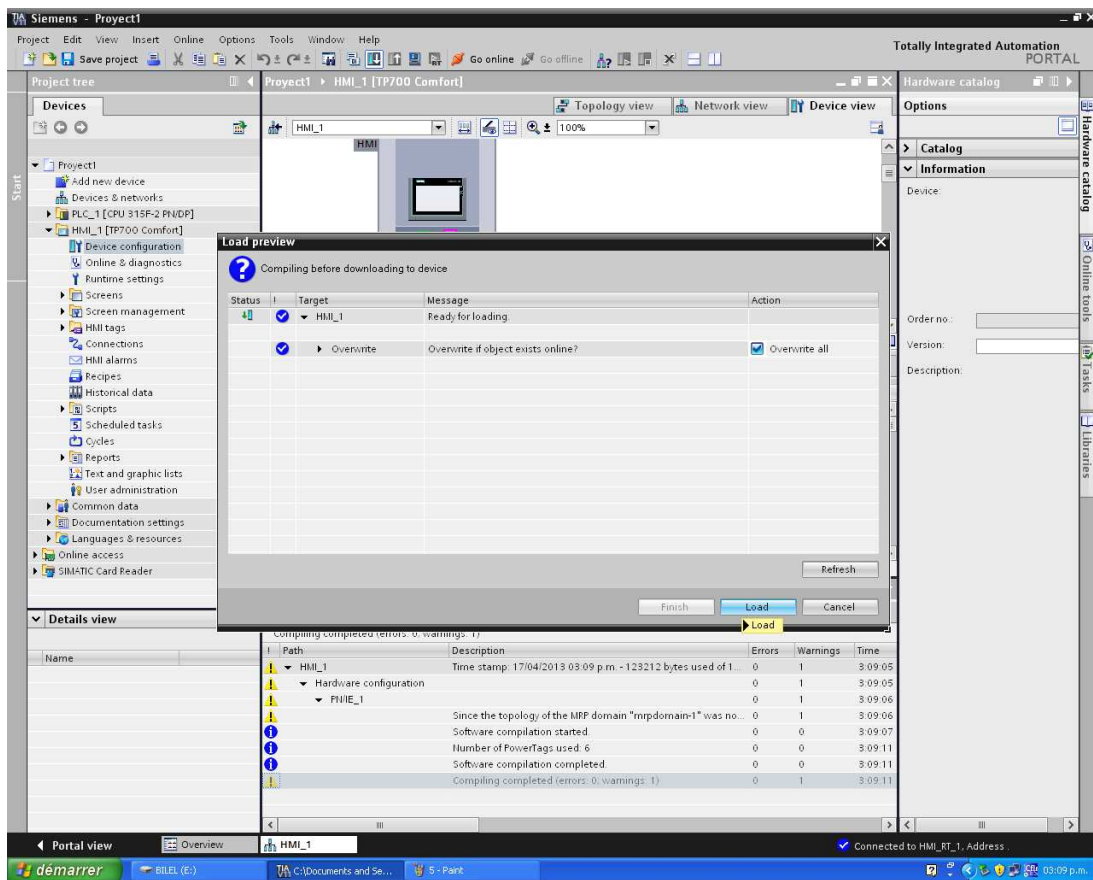 Siemens - Proyect1
Project Edit View Insert Online Options Tools Window Help
Totally Integrated Automation
PORTAL
Save project
Go online
Go offline
Project tree
Proyect1 HMI_1 [TP700 Comfort]
Hardware catalog
Devices
Topology view
Network view
Device view
Options
HMI_1
100%
HMI
Catalog
Information
Device:
Order no.:
Version:
Description:
Start
Proyect1
Add new device
Devices & networks
PLC_1 [CPU 315F-2 PN/DP]
HMI_1 [TP700 Comfort]
Device configuration
Online & diagnostics
Runtime settings
Screens
Screen management
HMI tags
Connections
HMI alarms
Recipes
Historical data
Scripts
Scheduled tasks
Cycles
Reports
Text and graphic lists
User administration
Common data
Documentation settings
Languages & resources
Online access
SIMATIC Card Reader
Load preview
Compiling before downloading to device
Status ! Target Message Action
HMI_1 Ready for loading.
Overwrite Overwrite if object exists online? Overwrite all
Refresh
Finish Load Cancel
Load
Hardware catalog
Online tools
Tasks
Libraries
Details view
Name
Compiling completed (errors: 0; warnings: 1)
! Path Description Errors Warnings Time
HMI_1 Time stamp: 17/04/2013 03:09 p.m. - 123212 bytes used of 1... 0 1 3:09:05
Hardware configuration 0 1 3:09:05
PN/IE_1 0 1 3:09:06
Since the topology of the MRP domain "mrpdomain-1" was no... 0 1 3:09:06
Software compilation started. 0 0 3:09:07
Number of PowerTags used: 6 0 0 3:09:11
Software compilation completed. 0 0 3:09:11
Compiling completed (errors: 0; warnings: 1) 0 1 3:09:11
Portal view
Overview
HMI_1
Connected to HMI_RT_1, Address .
démarrer
BILEL (E:)
C:\Documents and Se...
5 - Paint
03:09 p.m.